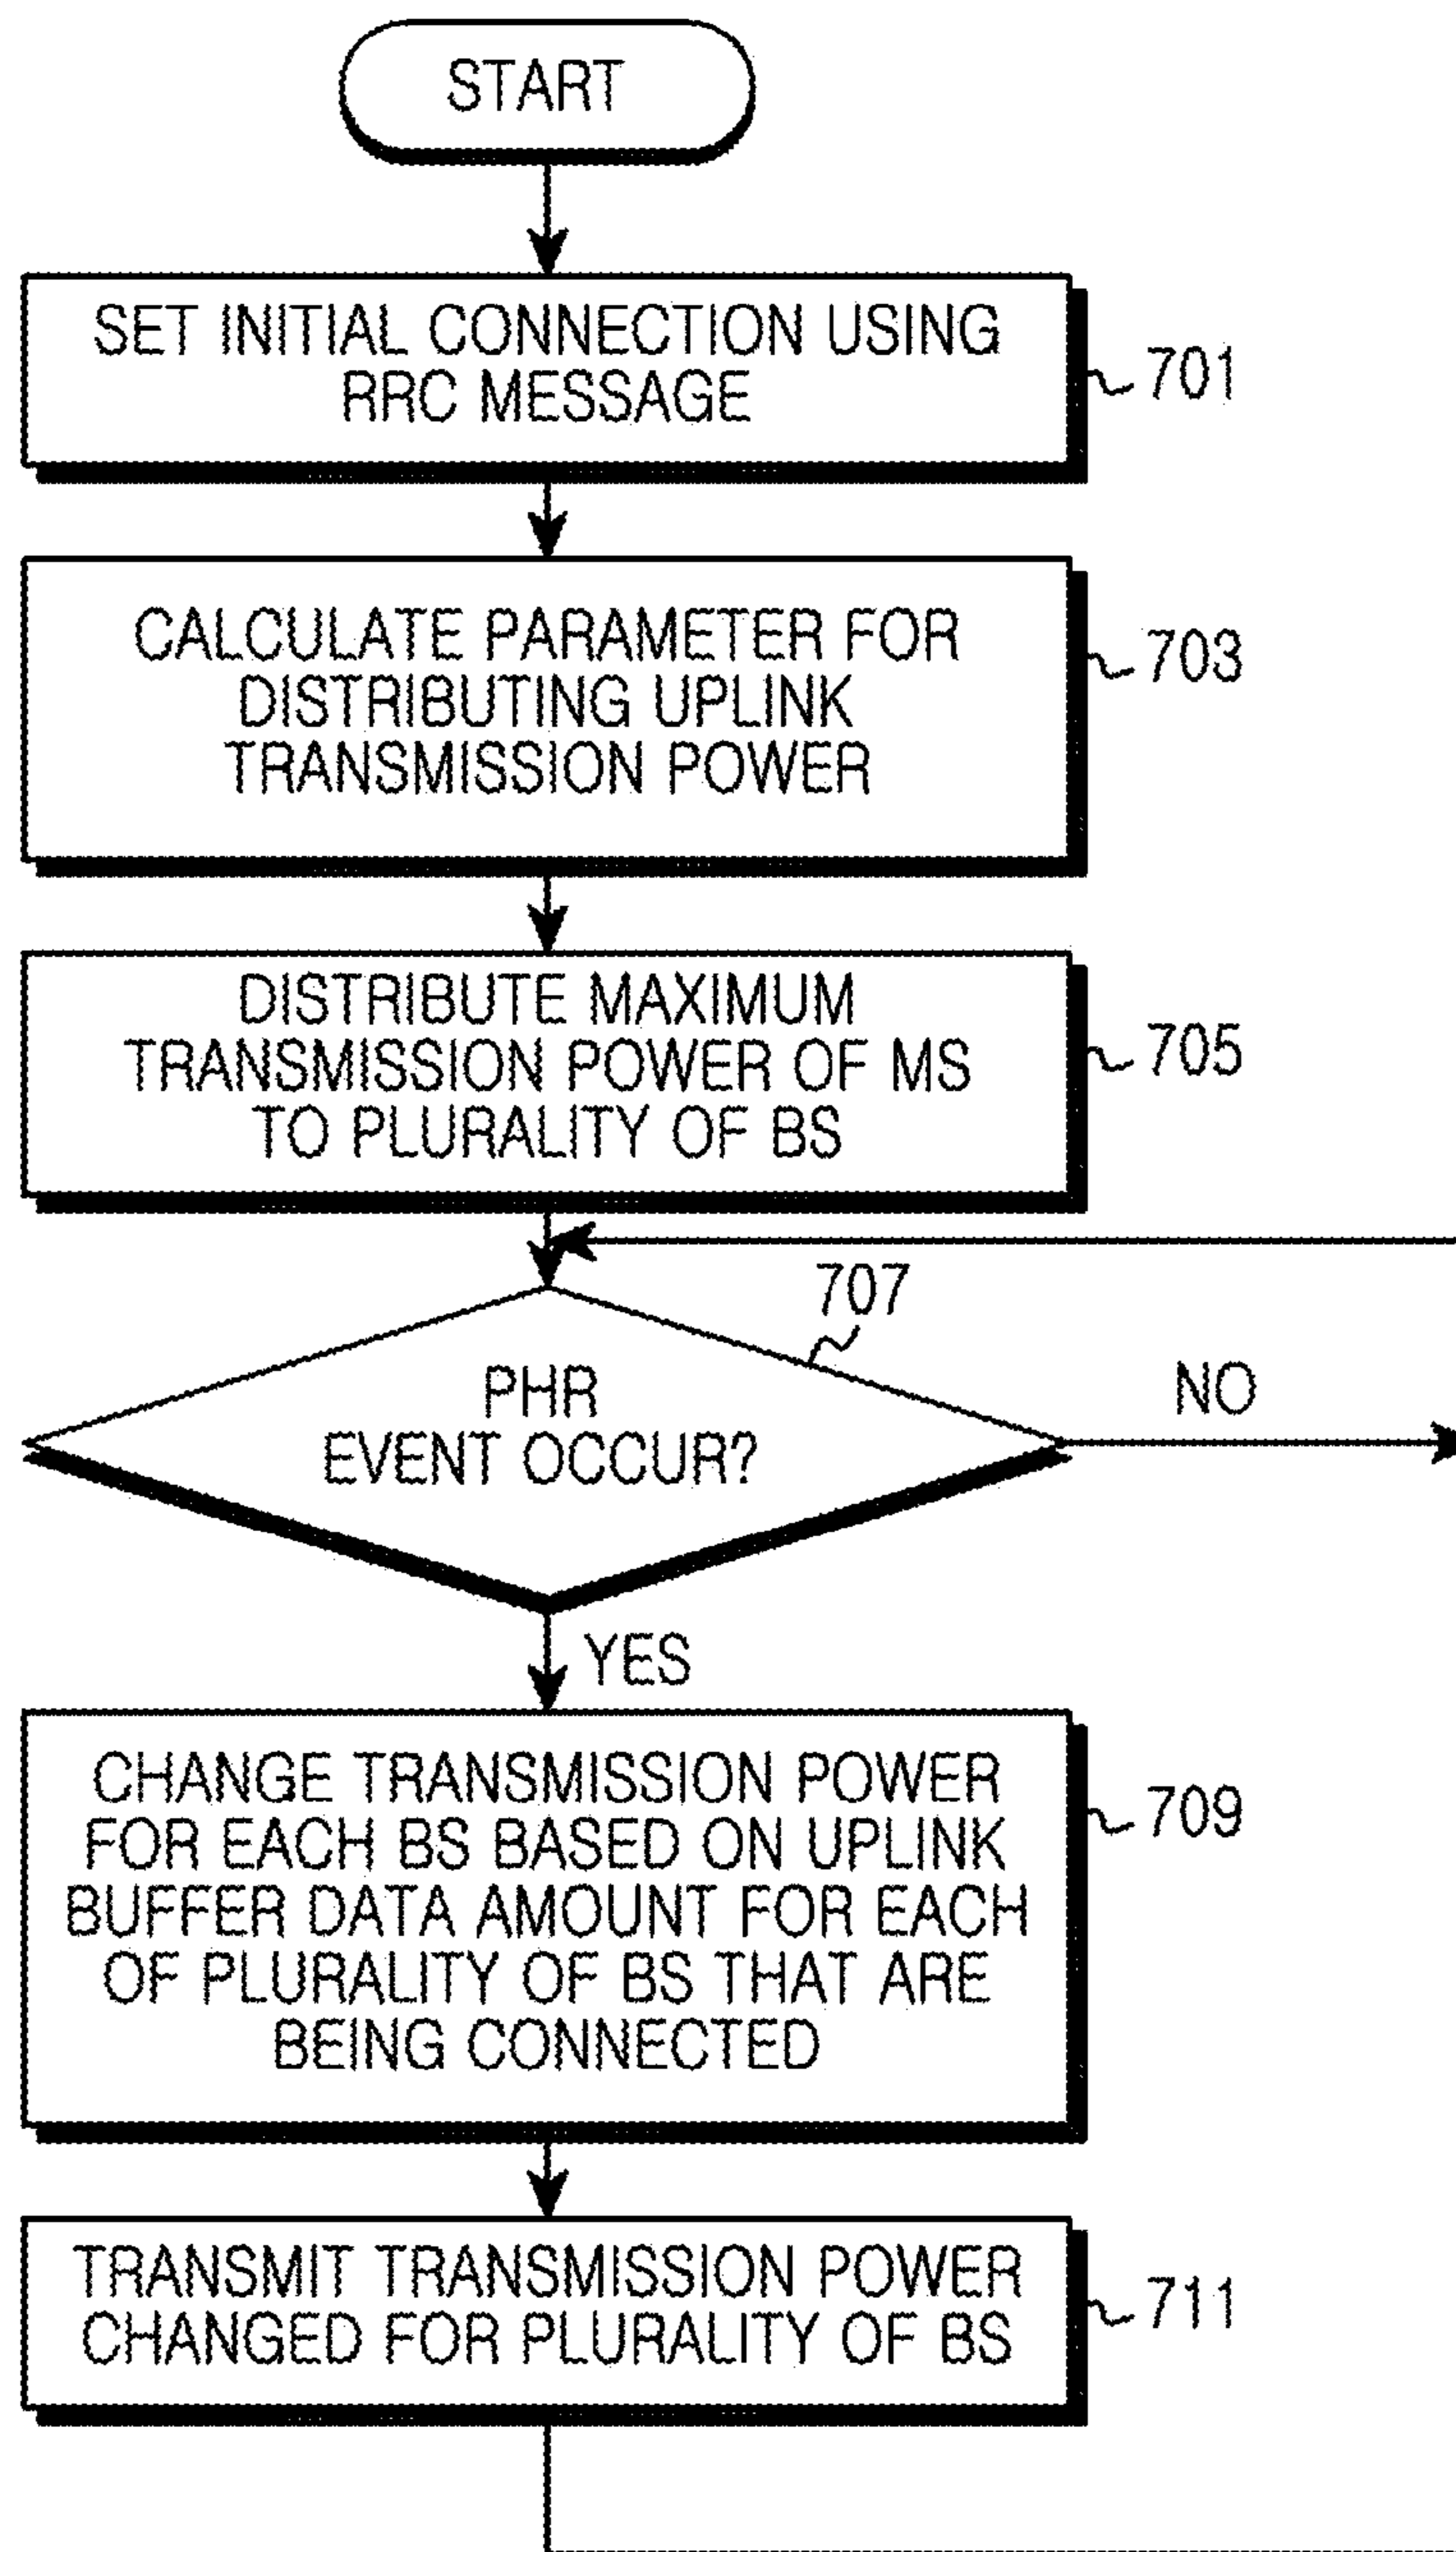 START
SET INITIAL CONNECTION USING
RRC MESSAGE
701
CALCULATE PARAMETER FOR
DISTRIBUTING UPLINK
TRANSMISSION POWER
703
DISTRIBUTE MAXIMUM
TRANSMISSION POWER OF MS
TO PLURALITY OF BS
705
707
PHR
EVENT OCCUR?
NO
YES
CHANGE TRANSMISSION POWER
FOR EACH BS BASED ON UPLINK
BUFFER DATA AMOUNT FOR EACH
OF PLURALITY OF BS THAT ARE
BEING CONNECTED
709
TRANSMIT TRANSMISSION POWER
CHANGED FOR PLURALITY OF BS
711